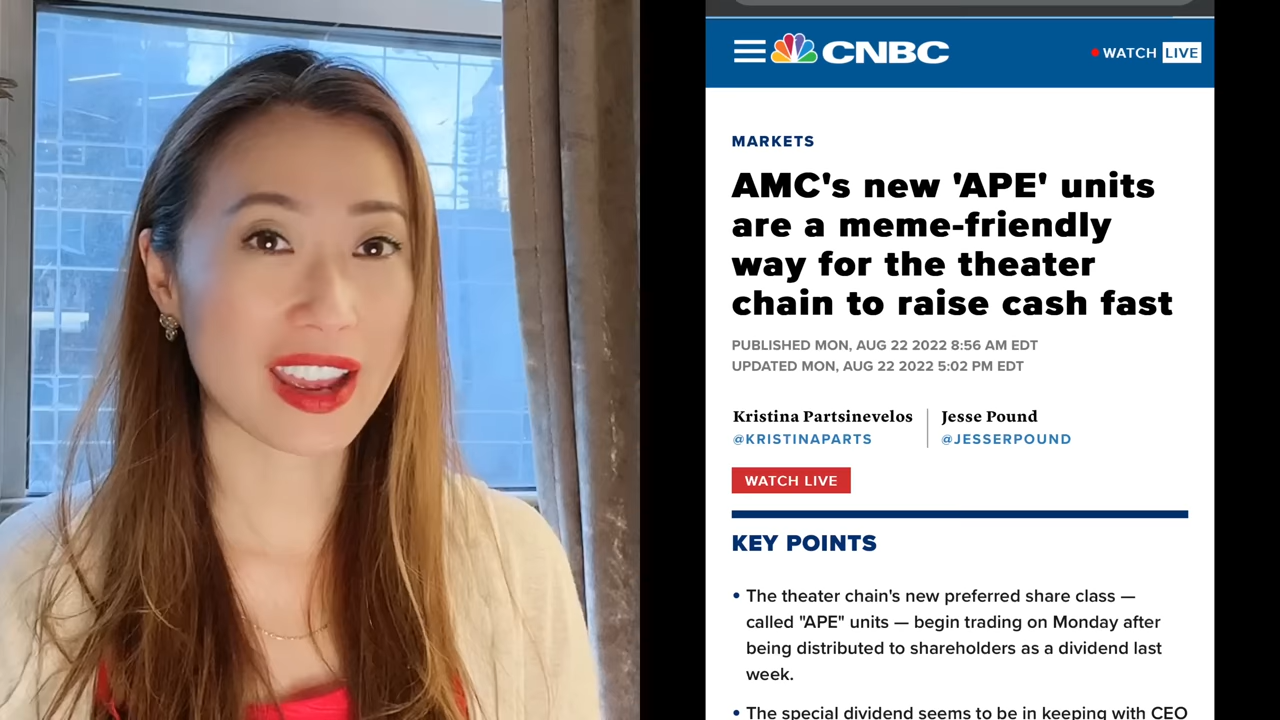 CNBC
WATCH LIVE
MARKETS
AMC's new 'APE' units
are a meme-friendly
way for the theater
chain to raise cash fast
PUBLISHED MON, AUG 22 2022 8:56 AM EDT
UPDATED MON, AUG 22 2022 5:02 PM EDT
Kristina Partsinevelos
@KRISTINAPARTS
Jesse Pound
@JESSERPOUND
WATCH LIVE
KEY POINTS
• The theater chain's new preferred share class —
called "APE" units — begin trading on Monday after
being distributed to shareholders as a dividend last
week.
• The special dividend seems to be in keeping with CEO